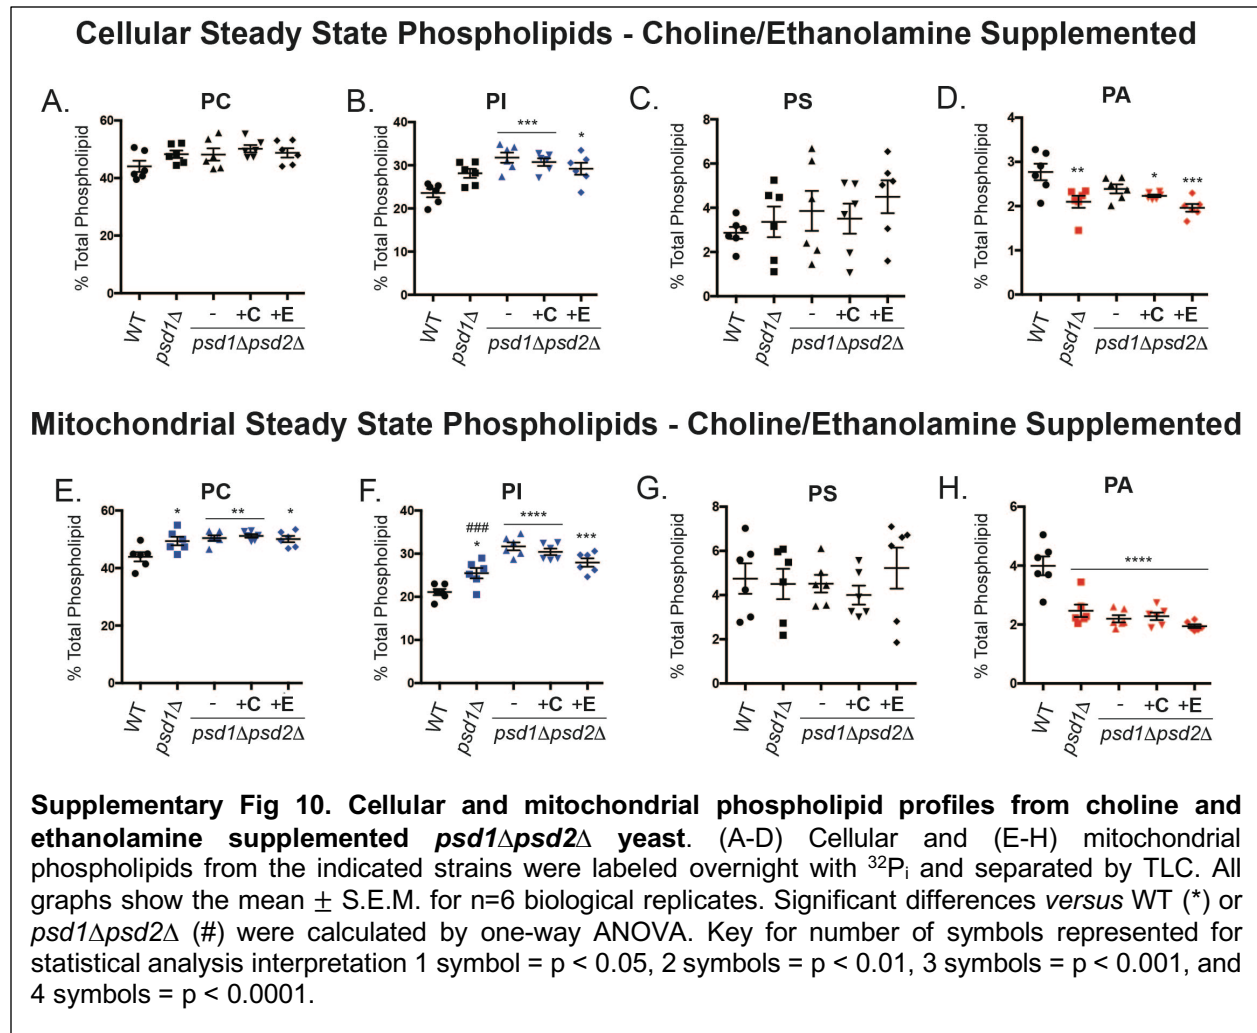 Cellular Steady State Phospholipids - Choline/Ethanolamine Supplemented
A. PC
% Total Phospholipid
60
40
20
0
WT
psd1Δ
- +C +E
psd1Δpsd2Δ
B. PI
% Total Phospholipid
40
30
20
10
0
***
*
WT
psd1Δ
- +C +E
psd1Δpsd2Δ
C. PS
% Total Phospholipid
8
6
4
2
0
WT
psd1Δ
- +C +E
psd1Δpsd2Δ
D. PA
% Total Phospholipid
4
3
2
1
0
**
*
***
WT
psd1Δ
- +C +E
psd1Δpsd2Δ
Mitochondrial Steady State Phospholipids - Choline/Ethanolamine Supplemented
E. PC
% Total Phospholipid
60
40
20
0
*
**
*
WT
psd1Δ
- +C +E
psd1Δpsd2Δ
F. PI
% Total Phospholipid
40
30
20
10
0
###
*
****
***
WT
psd1Δ
- +C +E
psd1Δpsd2Δ
G. PS
% Total Phospholipid
8
6
4
2
0
WT
psd1Δ
- +C +E
psd1Δpsd2Δ
H. PA
% Total Phospholipid
6
4
2
0
****
WT
psd1Δ
- +C +E
psd1Δpsd2Δ
Supplementary Fig 10. Cellular and mitochondrial phospholipid profiles from choline and
ethanolamine supplemented psd1Δpsd2Δ yeast. (A-D) Cellular and (E-H) mitochondrial
phospholipids from the indicated strains were labeled overnight with ³²Pᵢ and separated by TLC. All
graphs show the mean ± S.E.M. for n=6 biological replicates. Significant differences versus WT (*) or
psd1Δpsd2Δ (#) were calculated by one-way ANOVA. Key for number of symbols represented for
statistical analysis interpretation 1 symbol = p < 0.05, 2 symbols = p < 0.01, 3 symbols = p < 0.001, and
4 symbols = p < 0.0001.